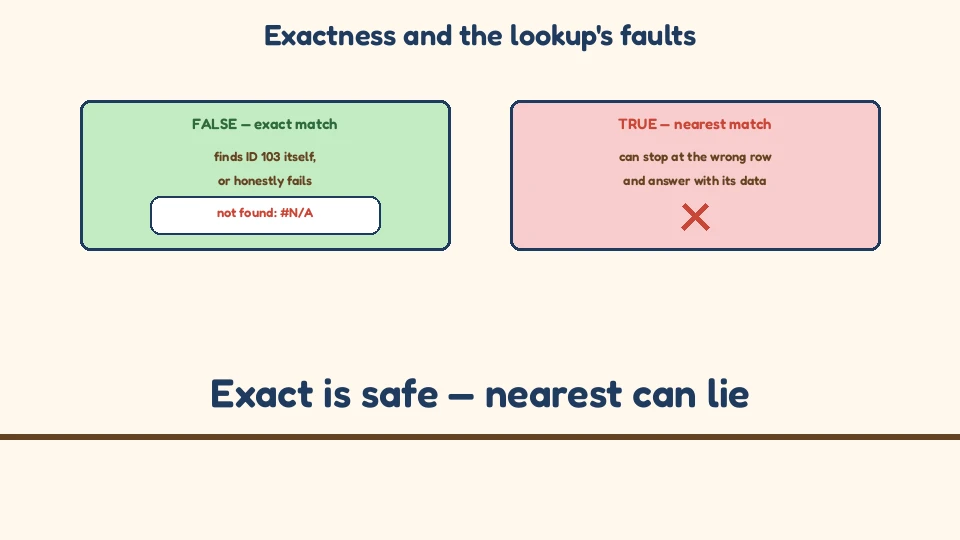 Exactness and the lookup's faults
FALSE — exact match
finds ID 103 itself,
or honestly fails
not found: #N/A
TRUE — nearest match
can stop at the wrong row
and answer with its data
Exact is safe — nearest can lie